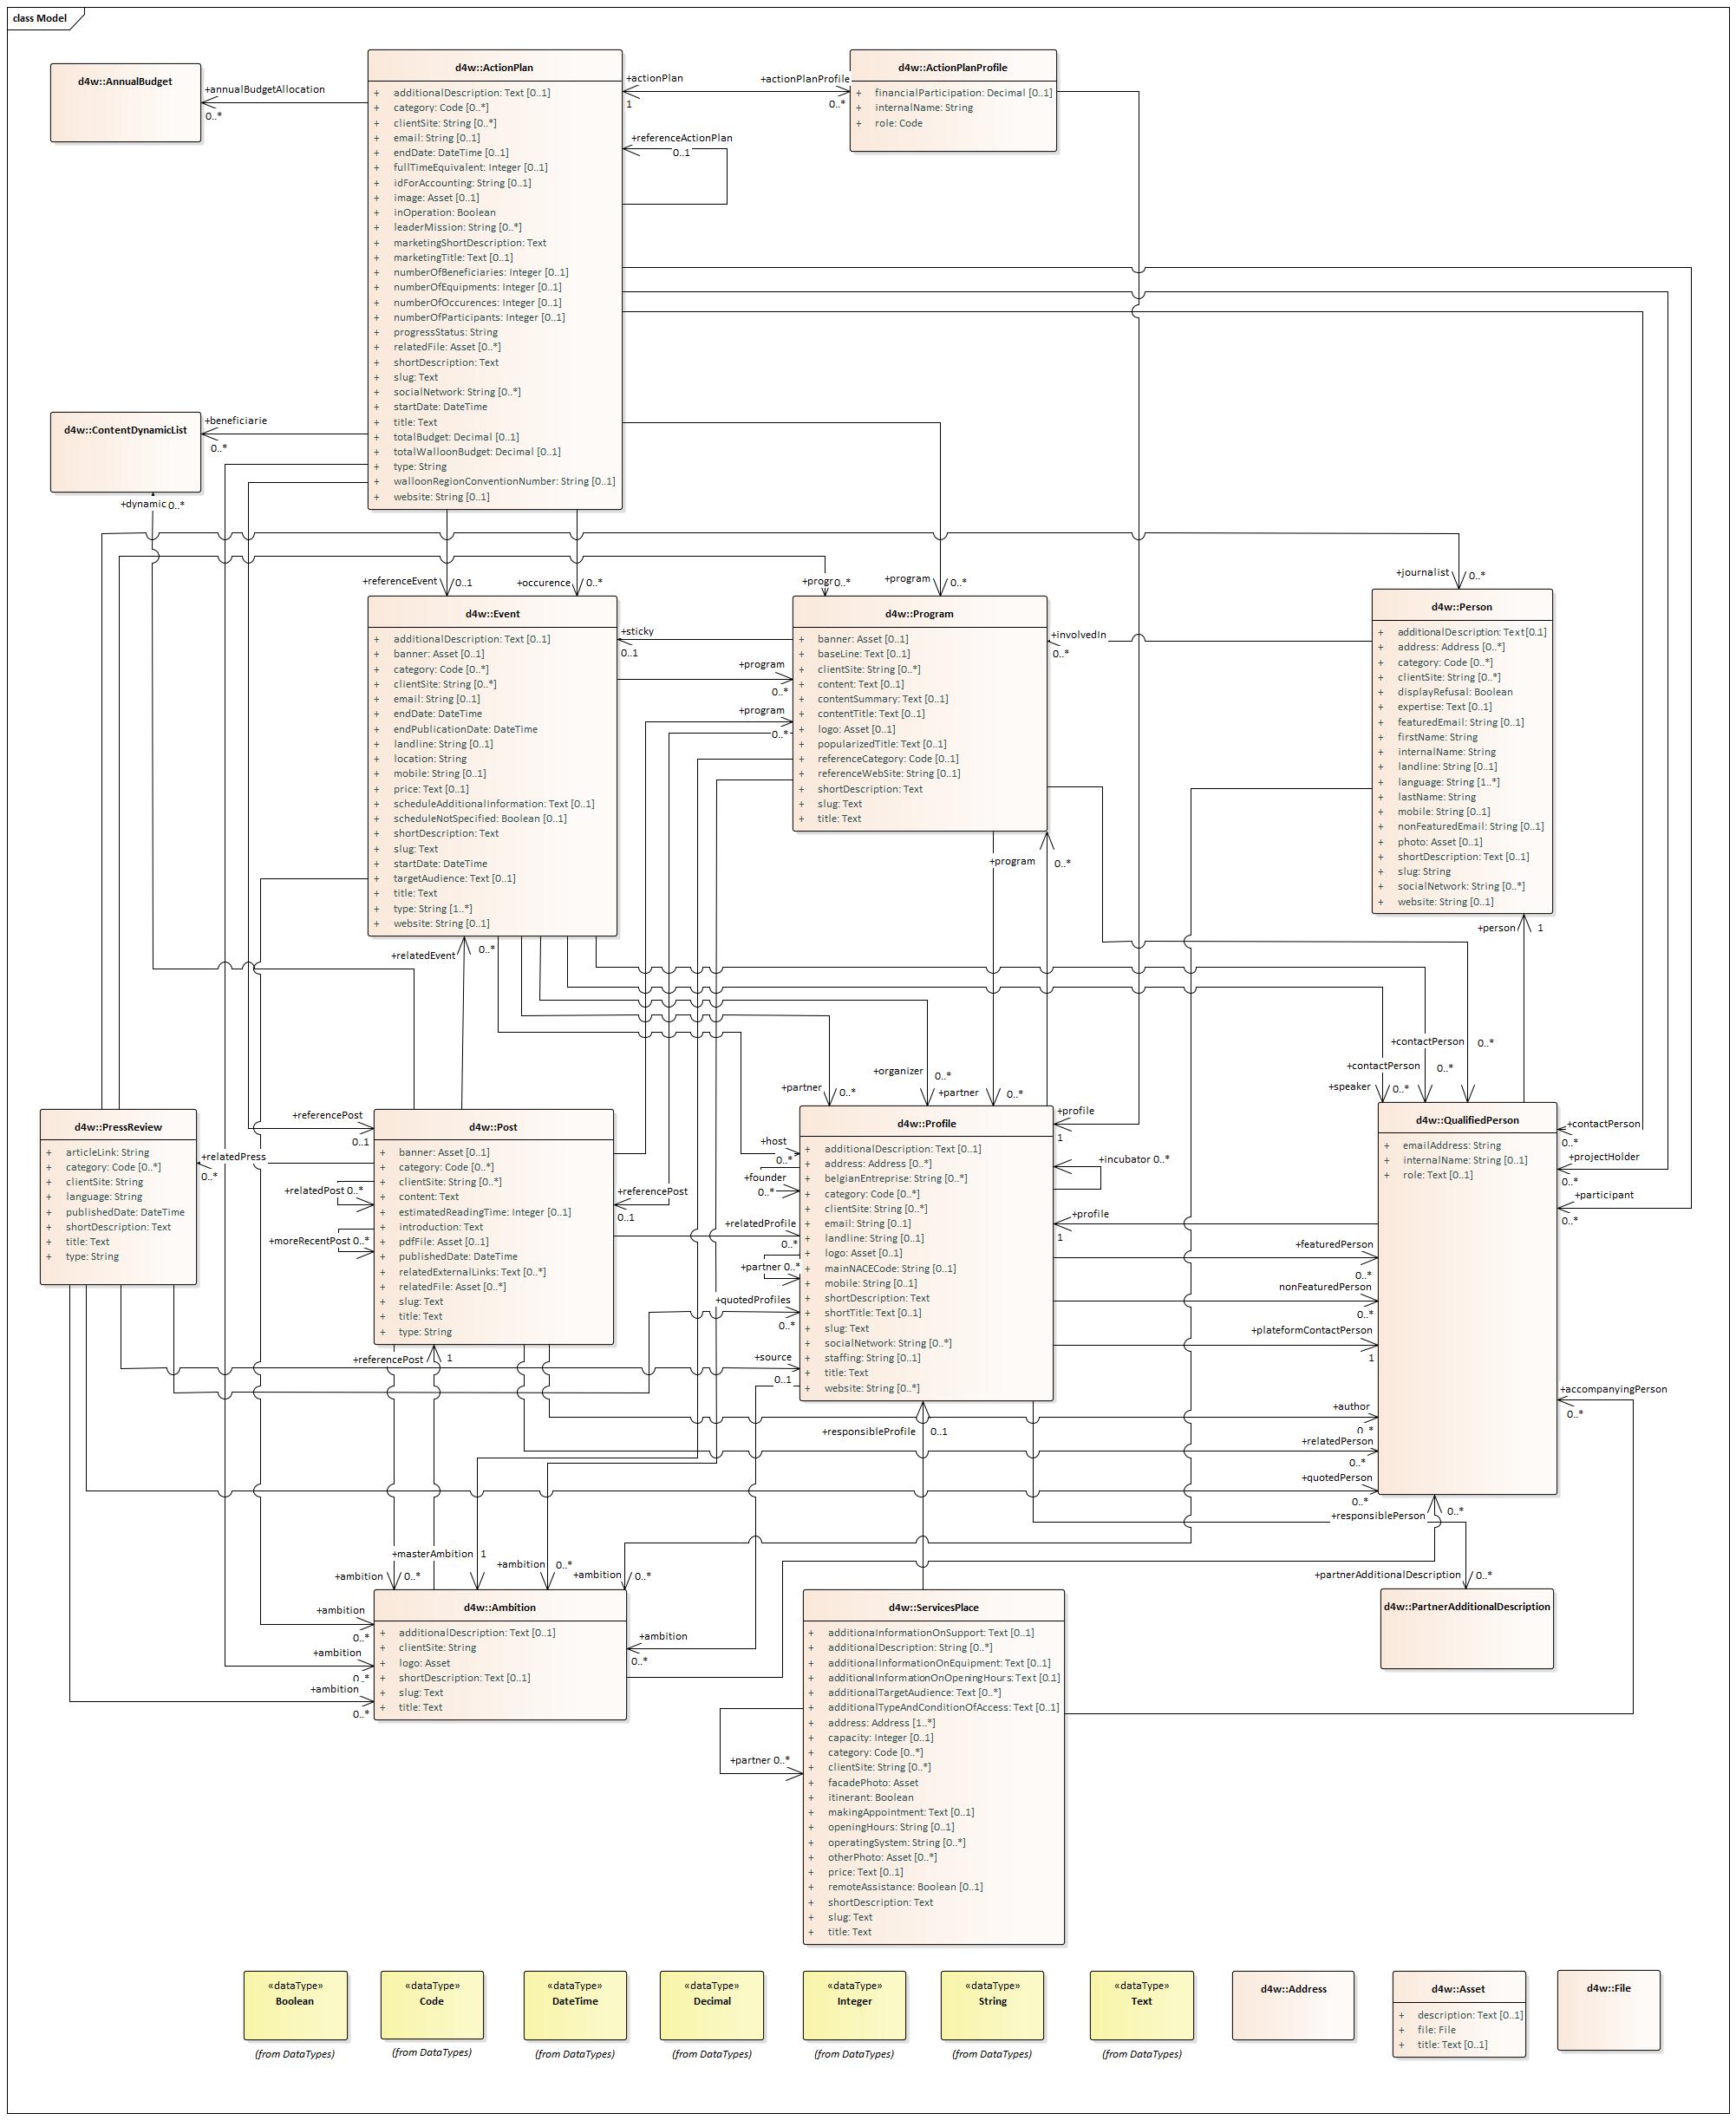 class Model
d4w::AnnualBudget
+annualBudgetAllocation
0..*
d4w::ActionPlan
+ additionalDescription: Text [0..1]
+ category: Code [0..*]
+ clientSite: String [0..*]
+ email: String [0..1]
+ endDate: DateTime [0..1]
+ fullTimeEquivalent: Integer [0..1]
+ idForAccounting: String [0..1]
+ image: Asset [0..1]
+ inOperation: Boolean
+ leaderMission: String [0..*]
+ marketingShortDescription: Text
+ marketingTitle: Text [0..1]
+ numberOfBeneficiaries: Integer [0..1]
+ numberOfEquipments: Integer [0..1]
+ numberOfOccurences: Integer [0..1]
+ numberOfParticipants: Integer [0..1]
+ progressStatus: String
+ relatedFile: Asset [0..*]
+ shortDescription: Text
+ slug: Text
+ socialNetwork: String [0..*]
+ startDate: DateTime
+ title: Text
+ totalBudget: Decimal [0..1]
+ totalWalloonBudget: Decimal [0..1]
+ type: String
+ walloonRegionConventionNumber: String [0..1]
+ website: String [0..1]
+actionPlan
1
+actionPlanProfile
0..*
+referenceActionPlan
0..1
d4w::ActionPlanProfile
+ financialParticipation: Decimal [0..1]
+ internalName: String
+ role: Code
d4w::ContentDynamicList
+beneficiarie
0..*
+dynamic 0..*
+referenceEvent 0..1
+occurence 0..*
+progr 0..*
+program 0..*
+journalist 0..*
d4w::Event
+ additionalDescription: Text [0..1]
+ banner: Asset [0..1]
+ category: Code [0..*]
+ clientSite: String [0..*]
+ email: String [0..1]
+ endDate: DateTime
+ endPublicationDate: DateTime
+ landline: String [0..1]
+ location: String
+ mobile: String [0..1]
+ price: Text [0..1]
+ scheduleAdditionalInformation: Text [0..1]
+ scheduleNotSpecified: Boolean [0..1]
+ shortDescription: Text
+ slug: Text
+ startDate: DateTime
+ targetAudience: Text [0..1]
+ title: Text
+ type: String [1..*]
+ website: String [0..1]
+sticky
0..1
+program
0..*
+program
0..*
d4w::Program
+ banner: Asset [0..1]
+ baseLine: Text [0..1]
+ clientSite: String [0..*]
+ content: Text [0..1]
+ contentSummary: Text [0..1]
+ contentTitle: Text [0..1]
+ logo: Asset [0..1]
+ popularizedTitle: Text [0..1]
+ referenceCategory: Code [0..1]
+ referenceWebSite: String [0..1]
+ shortDescription: Text
+ slug: Text
+ title: Text
+involvedIn
0..*
d4w::Person
+ additionalDescription: Text [0..1]
+ address: Address [0..*]
+ category: Code [0..*]
+ clientSite: String [0..*]
+ displayRefusal: Boolean
+ expertise: Text [0..1]
+ featuredEmail: String [0..1]
+ firstName: String
+ internalName: String
+ landline: String [0..1]
+ language: String [1..*]
+ lastName: String
+ mobile: String [0..1]
+ nonFeaturedEmail: String [0..1]
+ photo: Asset [0..1]
+ shortDescription: Text [0..1]
+ slug: String
+ socialNetwork: String [0..*]
+ website: String [0..1]
+program 0..*
+person 1
+relatedEvent 0..*
+contactPerson 0..*
+contactPerson 0..*
+speaker 0..*
+partner 0..*
+organizer 0..*
+partner 0..*
d4w::PressReview
+ articleLink: String
+ category: Code [0..*]
+ clientSite: String
+ language: String
+ publishedDate: DateTime
+ shortDescription: Text
+ title: Text
+ type: String
+referencePost
0..1
+relatedPress
0..*
+relatedPost 0..*
+moreRecentPost 0..*
d4w::Post
+ banner: Asset [0..1]
+ category: Code [0..*]
+ clientSite: String [0..*]
+ content: Text
+ estimatedReadingTime: Integer [0..1]
+ introduction: Text
+ pdfFile: Asset [0..1]
+ publishedDate: DateTime
+ relatedExternalLinks: Text [0..*]
+ relatedFile: Asset [0..*]
+ slug: Text
+ title: Text
+ type: String
+referencePost
0..1
+host
0..*
+founder
0..*
+relatedProfile
0..*
+partner 0..*
+quotedProfiles
0..*
+source
0..1
d4w::Profile
+ additionalDescription: Text [0..1]
+ address: Address [0..*]
+ belgianEntreprise: String [0..*]
+ category: Code [0..*]
+ clientSite: String [0..*]
+ email: String [0..1]
+ landline: String [0..1]
+ logo: Asset [0..1]
+ mainNACECode: String [0..1]
+ mobile: String [0..1]
+ shortDescription: Text
+ shortTitle: Text [0..1]
+ slug: Text
+ socialNetwork: String [0..*]
+ staffing: String [0..1]
+ title: Text
+ website: String [0..*]
+profile
1
+incubator 0..*
+profile
1
+featuredPerson
0..*
nonFeaturedPerson
0..*
+plateformContactPerson
1
d4w::QualifiedPerson
+ emailAddress: String
+ internalName: String [0..1]
+ role: Text [0..1]
+contactPerson
0..*
+projectHolder
0..*
+participant
0..*
+accompanyingPerson
0..*
+referencePost 1
+author
0..*
+relatedPerson
0..*
+quotedPerson
0..*
+responsibleProfile 0..1
+responsiblePerson 0..*
+masterAmbition 1
+ambition 0..*
+ambition 0..*
+ambition 0..*
+partnerAdditionalDescription 0..*
d4w::PartnerAdditionalDescription
+ambition
0..*
+ambition
0..*
+ambition
0..*
d4w::Ambition
+ additionalDescription: Text [0..1]
+ clientSite: String
+ logo: Asset
+ shortDescription: Text [0..1]
+ slug: Text
+ title: Text
+ambition
0..*
d4w::ServicesPlace
+ additionaInformationOnSupport: Text [0..1]
+ additionalDescription: String [0..*]
+ additionalInformationOnEquipment: Text [0..1]
+ additionalInformationOnOpeningHours: Text [0..1]
+ additionalTargetAudience: Text [0..*]
+ additionalTypeAndConditionOfAccess: Text [0..1]
+ address: Address [1..*]
+ capacity: Integer [0..1]
+ category: Code [0..*]
+ clientSite: String [0..*]
+ facadePhoto: Asset
+ itinerant: Boolean
+ makingAppointment: Text [0..1]
+ openingHours: String [0..1]
+ operatingSystem: String [0..*]
+ otherPhoto: Asset [0..*]
+ price: Text [0..1]
+ remoteAssistance: Boolean [0..1]
+ shortDescription: Text
+ slug: Text
+ title: Text
+partner 0..*
«dataType»
Boolean
(from DataTypes)
«dataType»
Code
(from DataTypes)
«dataType»
DateTime
(from DataTypes)
«dataType»
Decimal
(from DataTypes)
«dataType»
Integer
(from DataTypes)
«dataType»
String
(from DataTypes)
«dataType»
Text
(from DataTypes)
d4w::Address
d4w::Asset
+ description: Text [0..1]
+ file: File
+ title: Text [0..1]
d4w::File